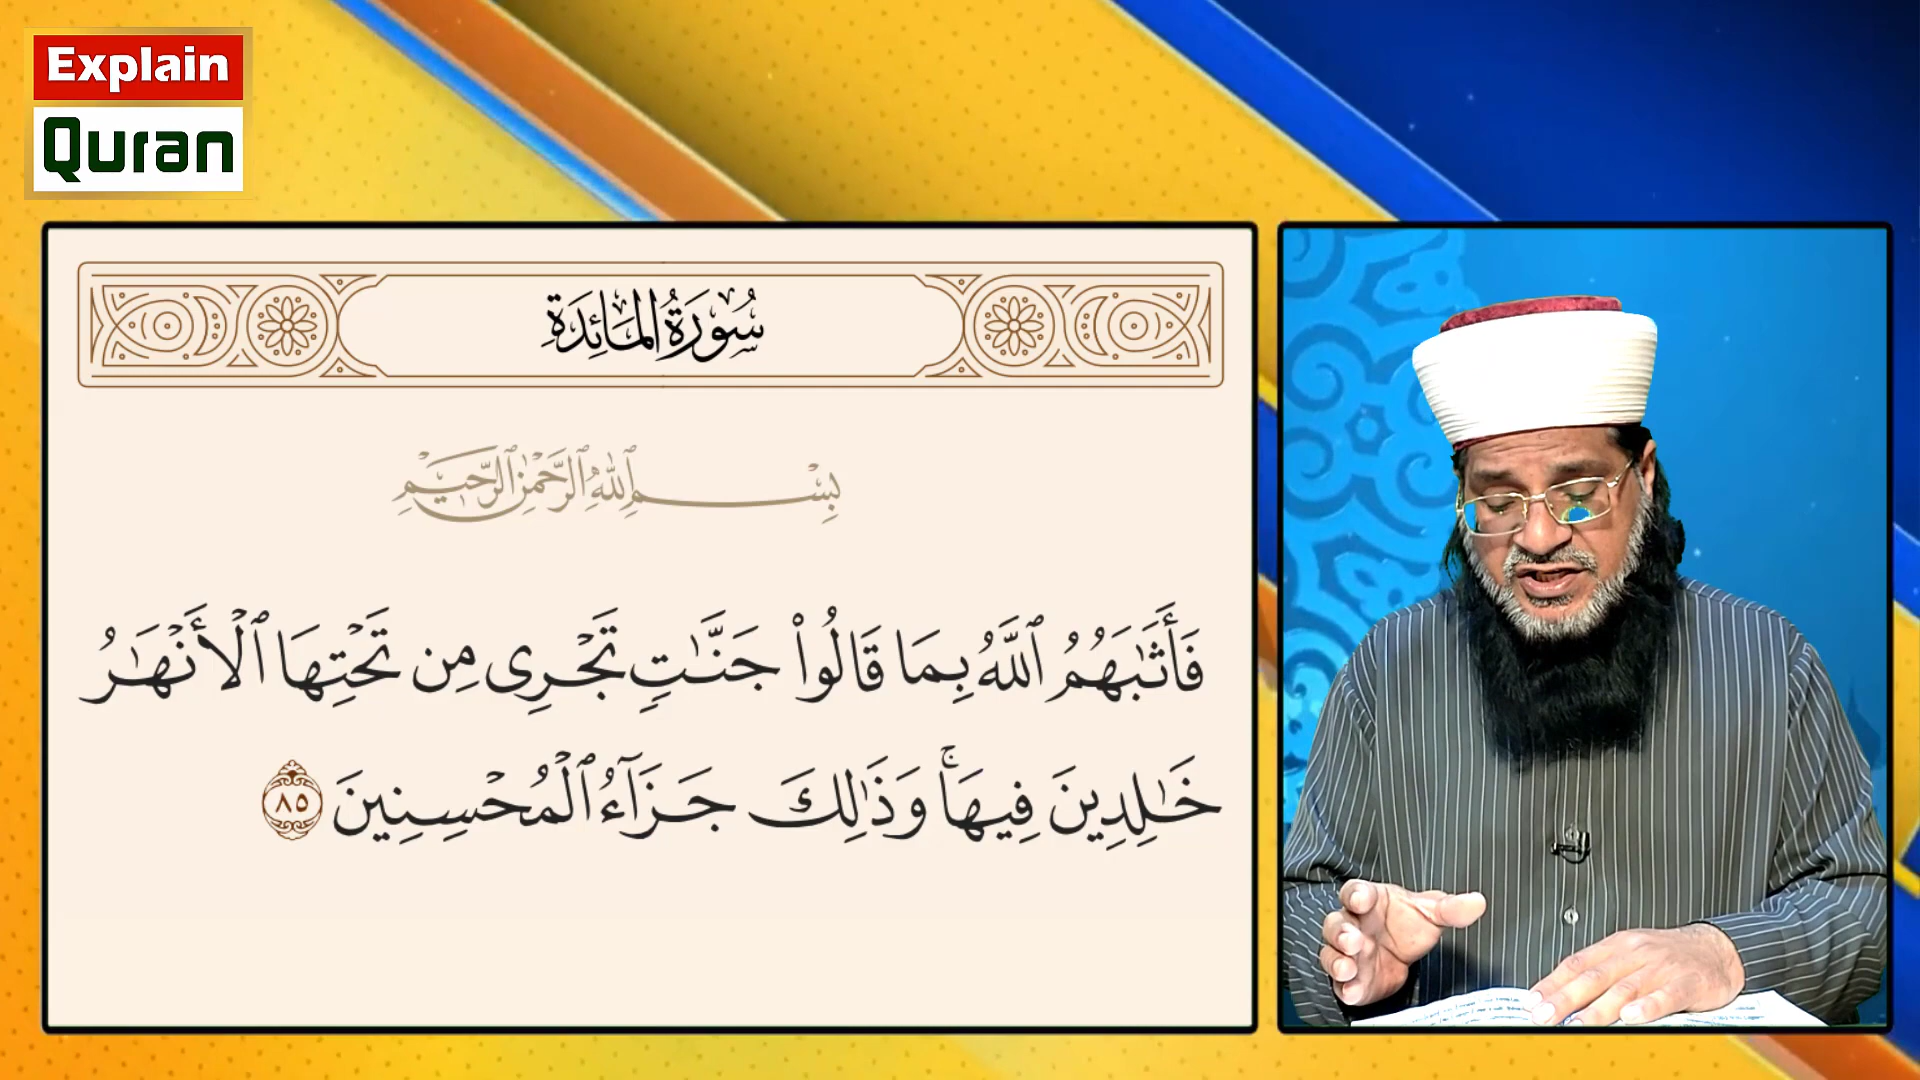 Explain
Quran
سُورَةُ المَائِدَةِ
بِسْمِ ٱللَّهِ ٱلرَّحْمَٰنِ ٱلرَّحِيمِ
فَأَثَٰبَهُمُ ٱللَّهُ بِمَا قَالُوا۟ جَنَّٰتٍ تَجْرِى مِن تَحْتِهَا ٱلْأَنْهَٰرُ
خَٰلِدِينَ فِيهَا ۚ وَذَٰلِكَ جَزَآءُ ٱلْمُحْسِنِينَ ٨٥